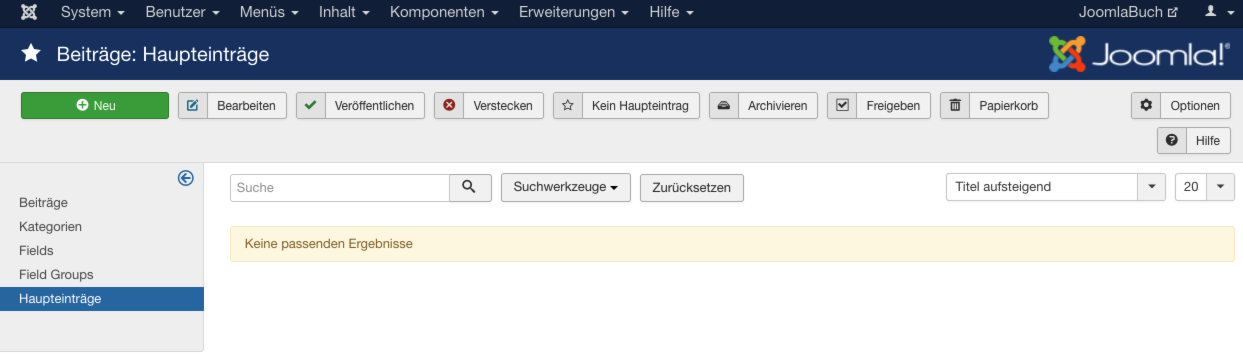 System Benutzer Menüs Inhalt Komponenten Erweiterungen Hilfe JoomlaBuch
Beiträge: Haupteinträge Joomla!®
Neu Bearbeiten Veröffentlichen Verstecken Kein Haupteintrag Archivieren Freigeben Papierkorb Optionen
Hilfe
Suche Suchwerkzeuge Zurücksetzen Titel aufsteigend 20
Beiträge
Kategorien
Fields
Field Groups
Haupteinträge
Keine passenden Ergebnisse